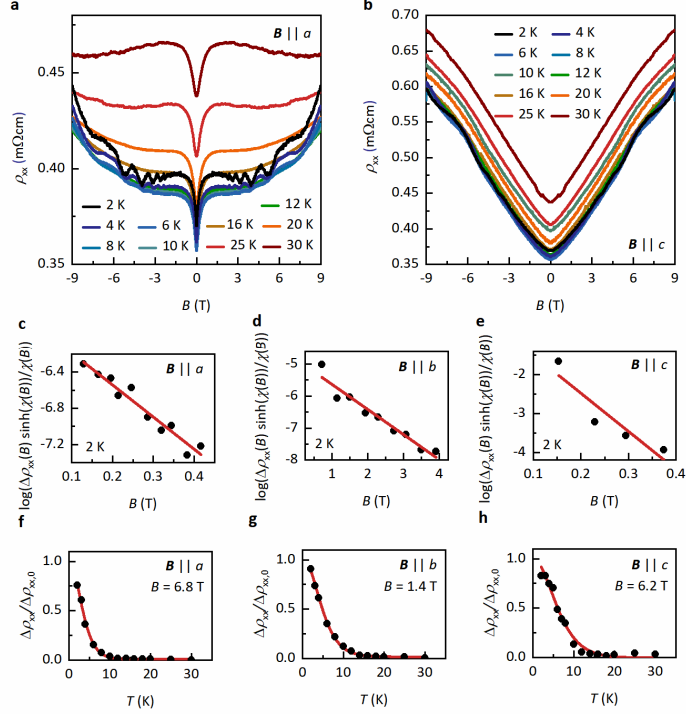 a
B || a
ρxx (mΩcm)
0.45
0.40
0.35
2 K
4 K
8 K
6 K
10 K
16 K
25 K
12 K
20 K
30 K
-9 -6 -3 0 3 6 9
B (T)
b
ρxx (mΩcm)
0.70
0.65
0.60
0.55
0.50
0.45
0.40
0.35
2 K 4 K
6 K 8 K
10 K 12 K
16 K 20 K
25 K 30 K
B || c
-9 -6 -3 0 3 6 9
B (T)
c
log(Δρxx(B) sinh(χ(B))/χ(B))
-6.4
-6.8
-7.2
B || a
2 K
0.1 0.2 0.3 0.4
B (T)
d
log(Δρxx(B) sinh(χ(B))/χ(B))
-5
-6
-7
-8
B || b
2 K
1 2 3 4
B (T)
e
log(Δρxx(B) sinh(χ(B))/χ(B))
-2
-3
-4
B || c
2 K
0.1 0.2 0.3 0.4
B (T)
f
Δρxx/Δρxx,0
1.0
0.5
0.0
B || a
B = 6.8 T
0 10 20 30
T (K)
g
Δρxx/Δρxx,0
1.0
0.5
0.0
B || b
B = 1.4 T
0 10 20 30
T (K)
h
Δρxx/Δρxx,0
1.0
0.5
0.0
B || c
B = 6.2 T
0 10 20 30
T (K)